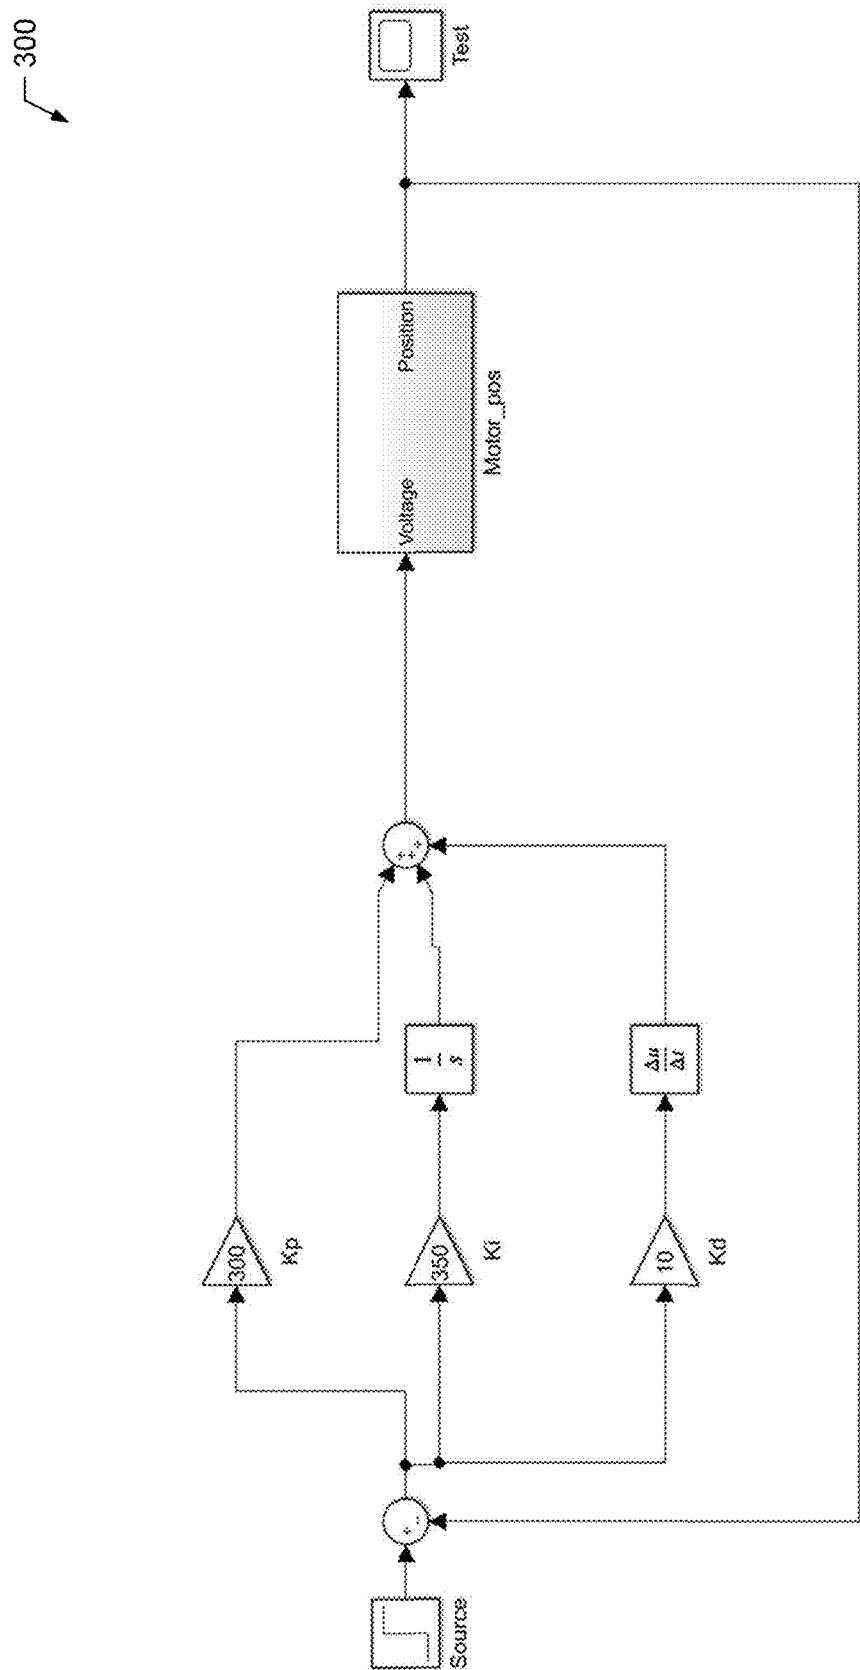 300
Source
+
-
300
Kp
350
Ki
10
Kd
1
s
Δu
Δt
+
+
+
Voltage
Position
Motor_pos
Test